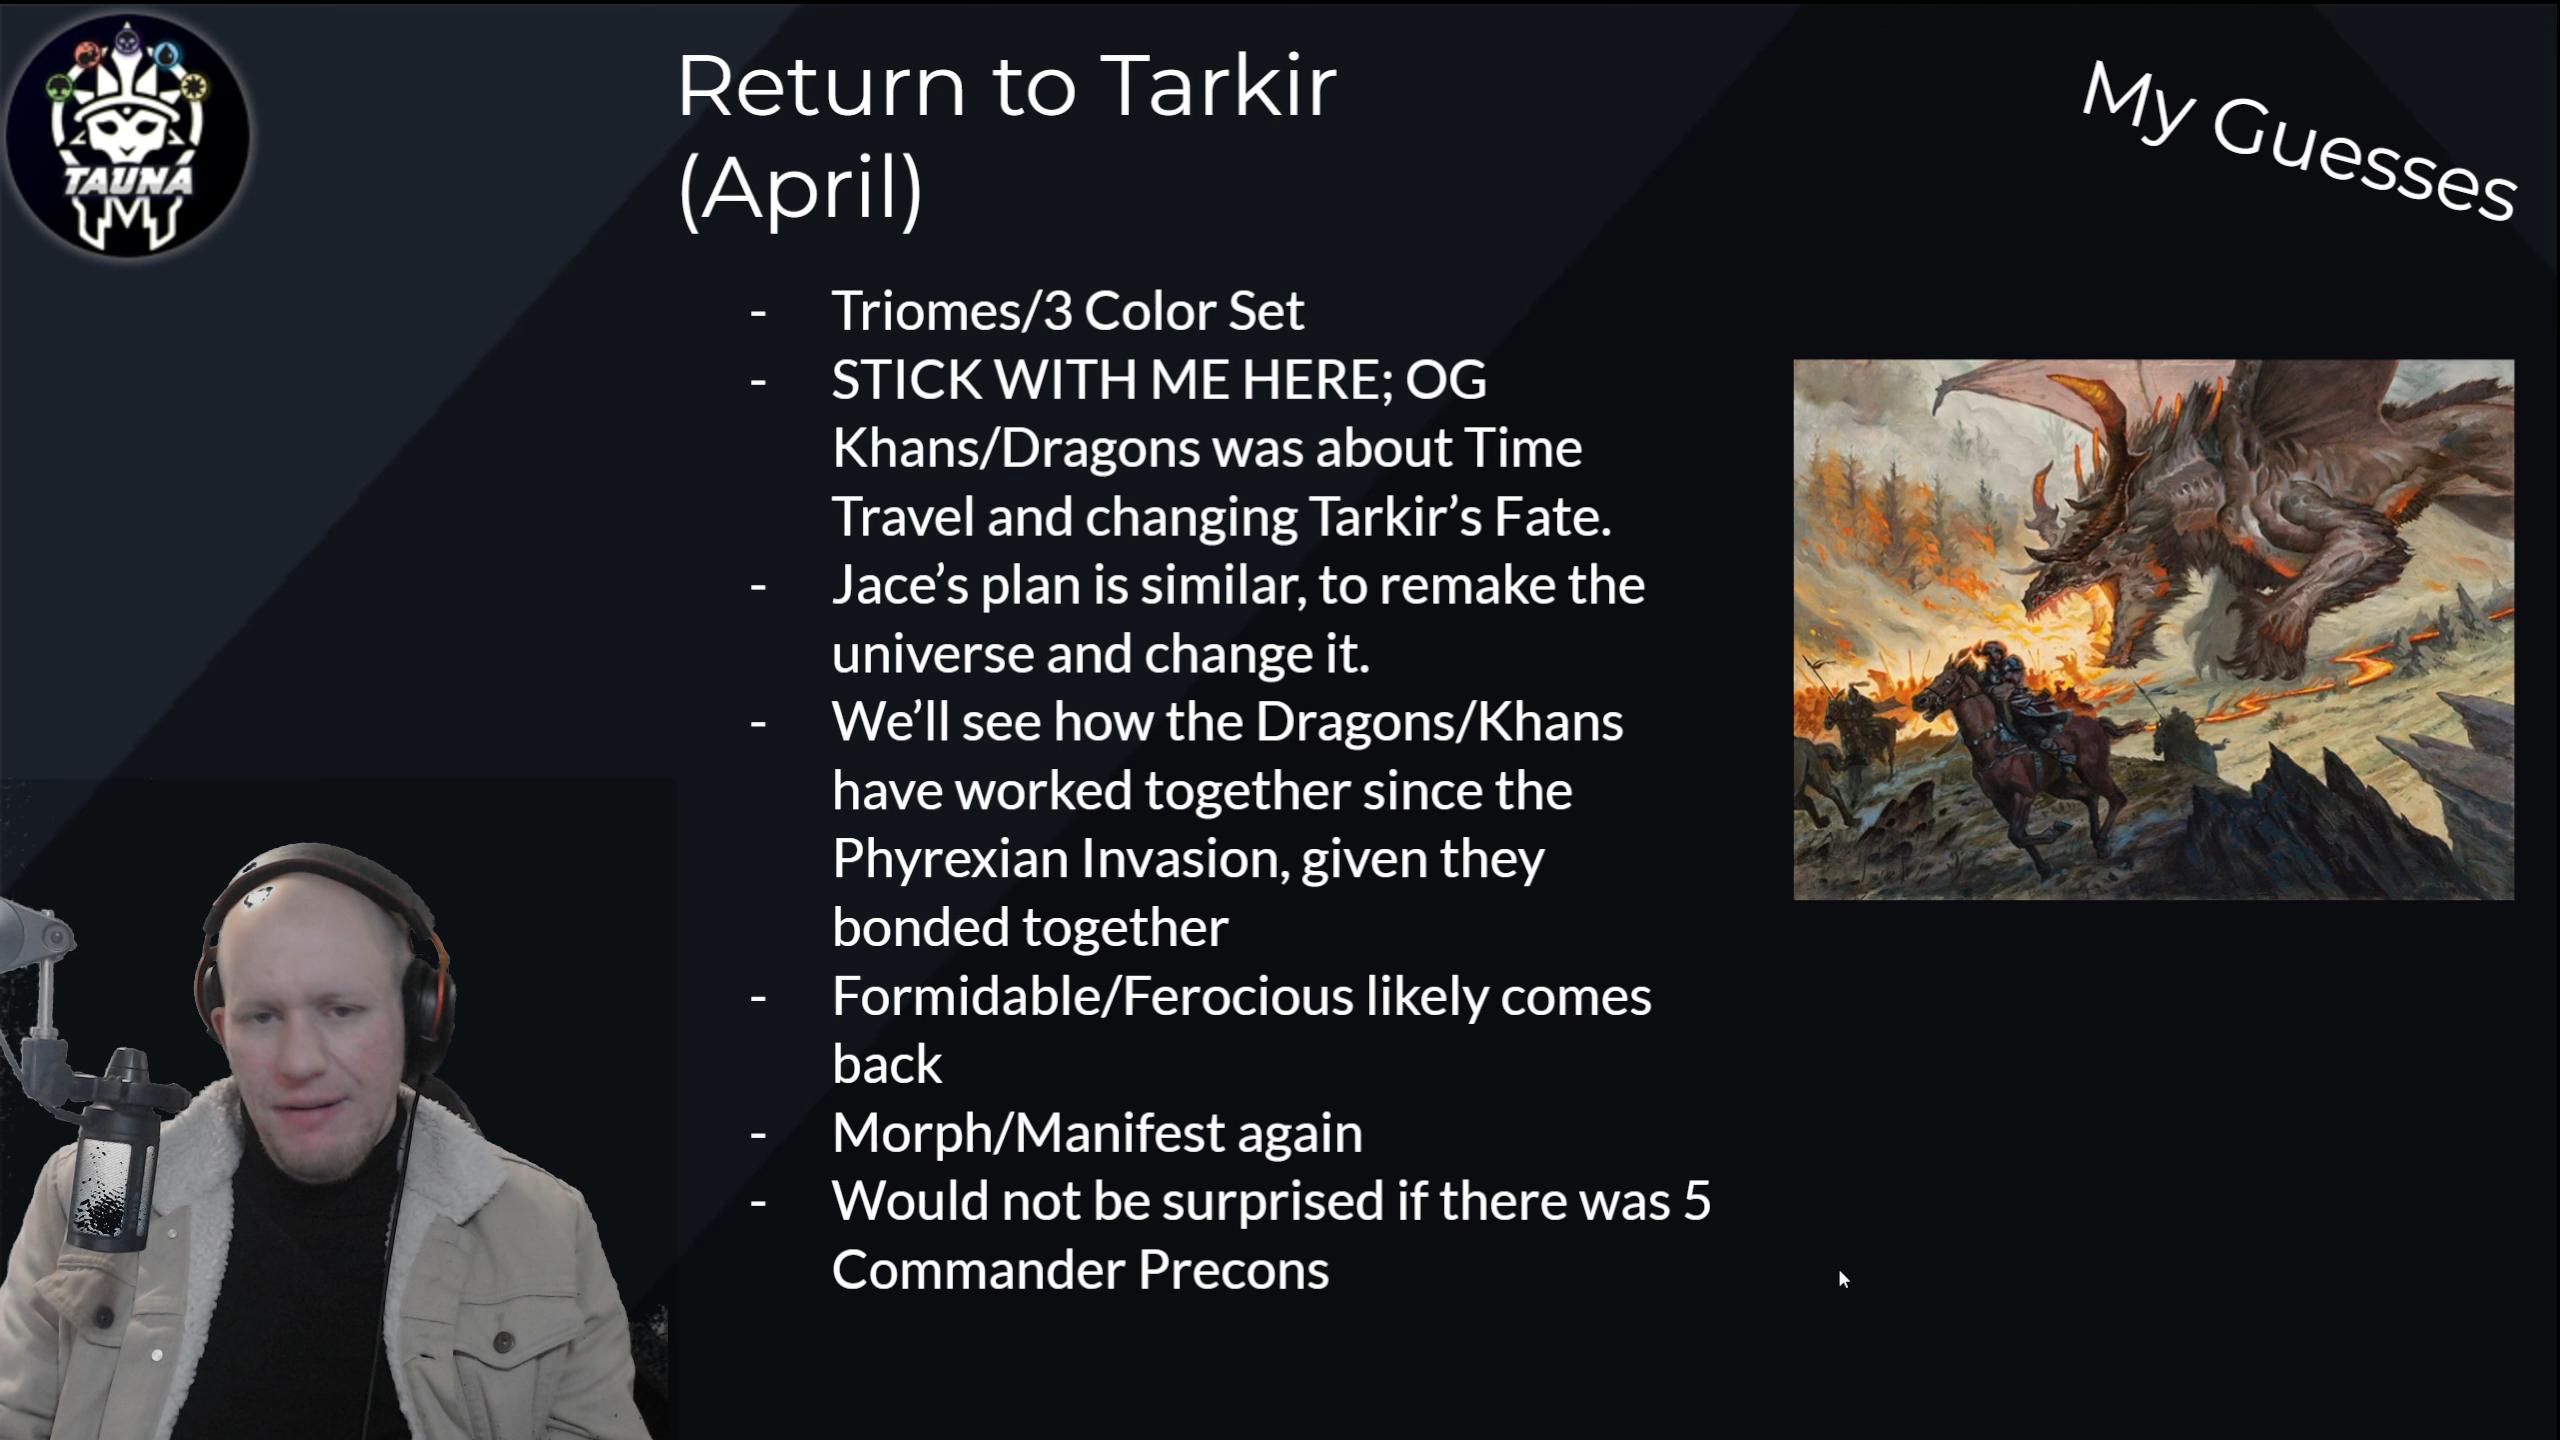 TAUNA
Return to Tarkir
(April)
My Guesses
- Triomes/3 Color Set
- STICK WITH ME HERE; OG
Khans/Dragons was about Time
Travel and changing Tarkir’s Fate.
- Jace’s plan is similar, to remake the
universe and change it.
- We’ll see how the Dragons/Khans
have worked together since the
Phyrexian Invasion, given they
bonded together
- Formidable/Ferocious likely comes
back
- Morph/Manifest again
- Would not be surprised if there was 5
Commander Precons